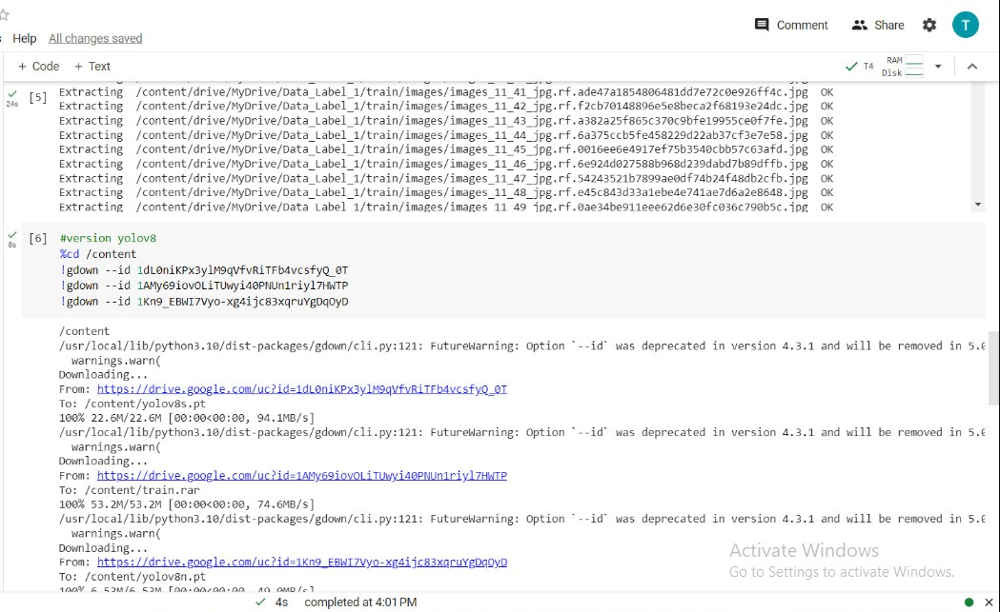 Comment Share T
Help All changes saved
+ Code + Text T4 RAM Disk
24s [5] Extracting /content/drive/MyDrive/Data_Label_1/train/images/images_11_41_jpg.rf.ade47a1854806481dd7e72c0e926ff4c.jpg OK
Extracting /content/drive/MyDrive/Data_Label_1/train/images/images_11_42_jpg.rf.f2cb70148896e5e8beca2f68193e24dc.jpg OK
Extracting /content/drive/MyDrive/Data_Label_1/train/images/images_11_43_jpg.rf.a382a25f865c370c9bfe19955ce0f7fe.jpg OK
Extracting /content/drive/MyDrive/Data_Label_1/train/images/images_11_44_jpg.rf.6a375ccb5fe458229d22ab37cf3e7e58.jpg OK
Extracting /content/drive/MyDrive/Data_Label_1/train/images/images_11_45_jpg.rf.0016ee6e4917ef75b3540cbb57c63afd.jpg OK
Extracting /content/drive/MyDrive/Data_Label_1/train/images/images_11_46_jpg.rf.6e924d027588b968d239dabd7b89dffb.jpg OK
Extracting /content/drive/MyDrive/Data_Label_1/train/images/images_11_47_jpg.rf.54243521b7899ae0df74b24f48db2cfb.jpg OK
Extracting /content/drive/MyDrive/Data_Label_1/train/images/images_11_48_jpg.rf.e45c843d33a1ebe4e741ae7d6a2e8648.jpg OK
Extracting /content/drive/MyDrive/Data_Label_1/train/images/images_11_49_jpg.rf.0ae34be911eee62d6e30fc036c790b5c.jpg OK
8s [6] #version yolov8
%cd /content
!gdown --id 1dL0niKPx3ylM9qVfvRiTFb4vcsfyQ_0T
!gdown --id 1AMy69iovOLiTUwyi40PNUn1riyl7HWTP
!gdown --id 1Kn9_EBWI7Vyo-xg4ijc83xqruYgDqOyD
/content
/usr/local/lib/python3.10/dist-packages/gdown/cli.py:121: FutureWarning: Option `--id` was deprecated in version 4.3.1 and will be removed in 5.0
warnings.warn(
Downloading...
From: https://drive.google.com/uc?id=1dL0niKPx3ylM9qVfvRiTFb4vcsfyQ_0T
To: /content/yolov8s.pt
100% 22.6M/22.6M [00:00<00:00, 94.1MB/s]
/usr/local/lib/python3.10/dist-packages/gdown/cli.py:121: FutureWarning: Option `--id` was deprecated in version 4.3.1 and will be removed in 5.0
warnings.warn(
Downloading...
From: https://drive.google.com/uc?id=1AMy69iovOLiTUwyi40PNUn1riyl7HWTP
To: /content/train.rar
100% 53.2M/53.2M [00:00<00:00, 74.6MB/s]
/usr/local/lib/python3.10/dist-packages/gdown/cli.py:121: FutureWarning: Option `--id` was deprecated in version 4.3.1 and will be removed in 5.0
warnings.warn(
Downloading...
From: https://drive.google.com/uc?id=1Kn9_EBWI7Vyo-xg4ijc83xqruYgDqOyD
To: /content/yolov8n.pt
Activate Windows
Go to Settings to activate Windows.
4s completed at 4:01 PM